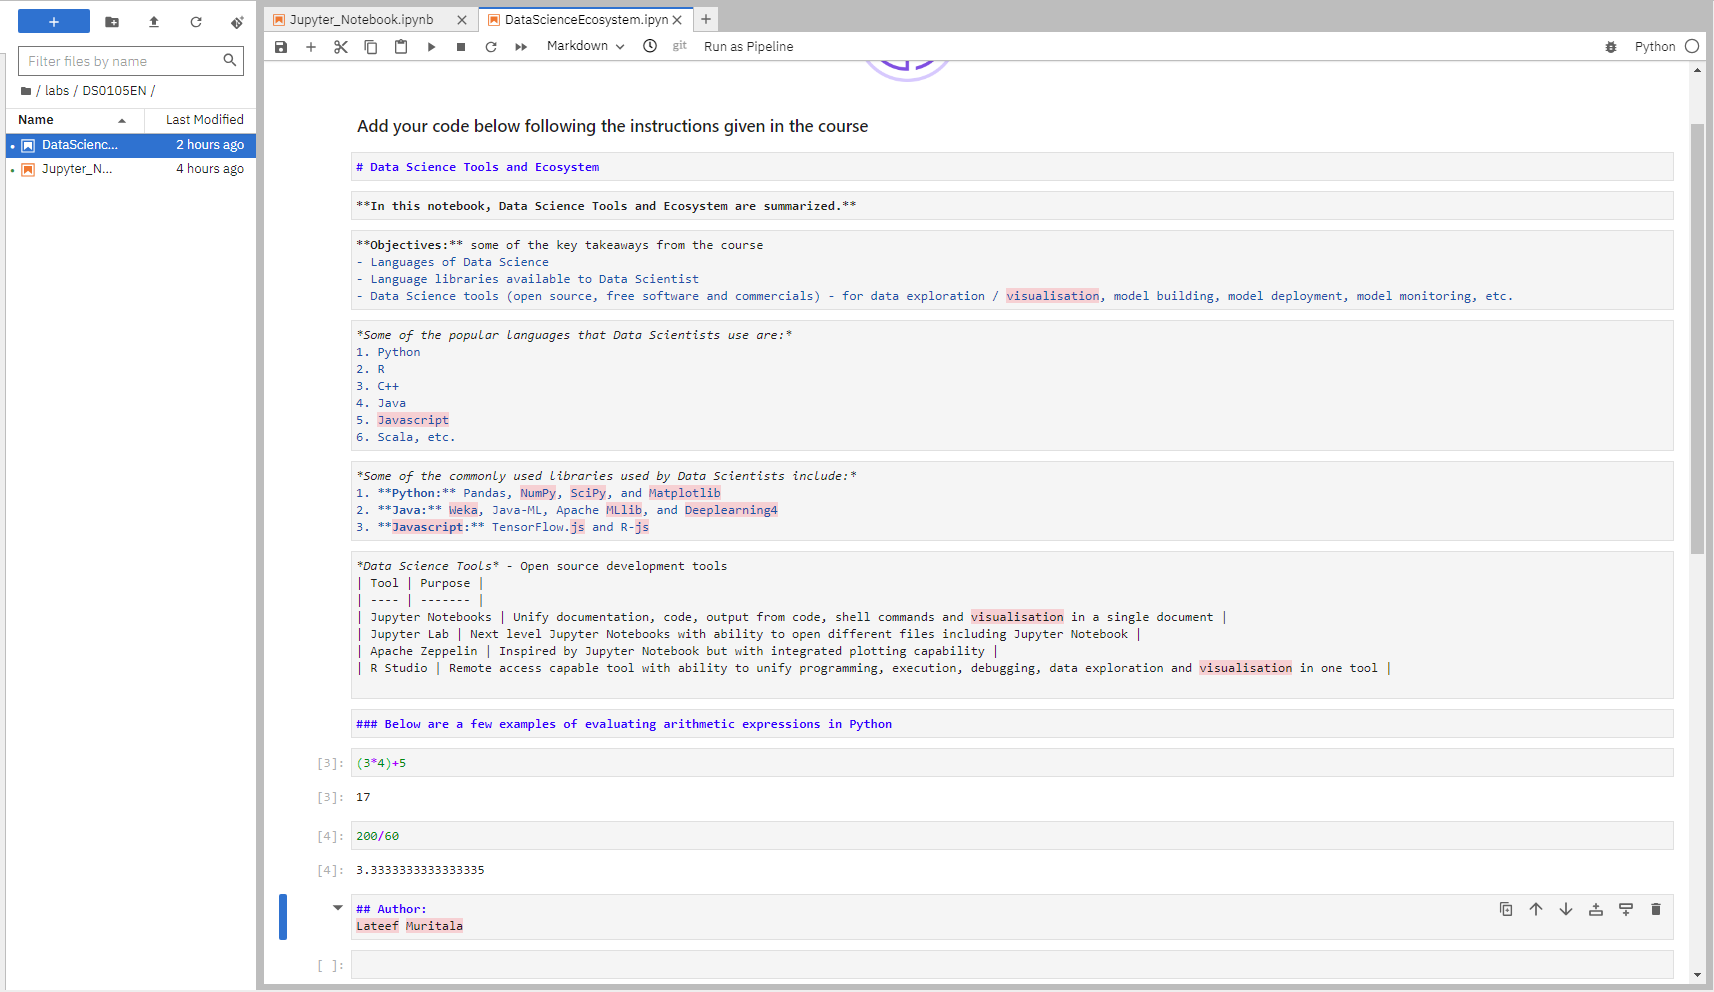 Jupyter_Notebook.ipynb
DataScienceEcosystem.ipyn
Filter files by name
/ labs / DS0105EN /
Name Last Modified
DataScienc... 2 hours ago
Jupyter_N... 4 hours ago
Markdown git Run as Pipeline Python
Add your code below following the instructions given in the course
# Data Science Tools and Ecosystem
**In this notebook, Data Science Tools and Ecosystem are summarized.**
**Objectives:** some of the key takeaways from the course
- Languages of Data Science
- Language libraries available to Data Scientist
- Data Science tools (open source, free software and commercials) - for data exploration / visualisation, model building, model deployment, model monitoring, etc.
*Some of the popular languages that Data Scientists use are:*
1. Python
2. R
3. C++
4. Java
5. Javascript
6. Scala, etc.
*Some of the commonly used libraries used by Data Scientists include:*
1. **Python:** Pandas, NumPy, SciPy, and Matplotlib
2. **Java:** Weka, Java-ML, Apache MLlib, and Deeplearning4
3. **Javascript:** TensorFlow.js and R-js
*Data Science Tools* - Open source development tools
| Tool | Purpose |
| ---- | ------- |
| Jupyter Notebooks | Unify documentation, code, output from code, shell commands and visualisation in a single document |
| Jupyter Lab | Next level Jupyter Notebooks with ability to open different files including Jupyter Notebook |
| Apache Zeppelin | Inspired by Jupyter Notebook but with integrated plotting capability |
| R Studio | Remote access capable tool with ability to unify programming, execution, debugging, data exploration and visualisation in one tool |
### Below are a few examples of evaluating arithmetic expressions in Python
[3]: (3*4)+5
[3]: 17
[4]: 200/60
[4]: 3.3333333333333335
## Author:
Lateef Muritala
[ ]: